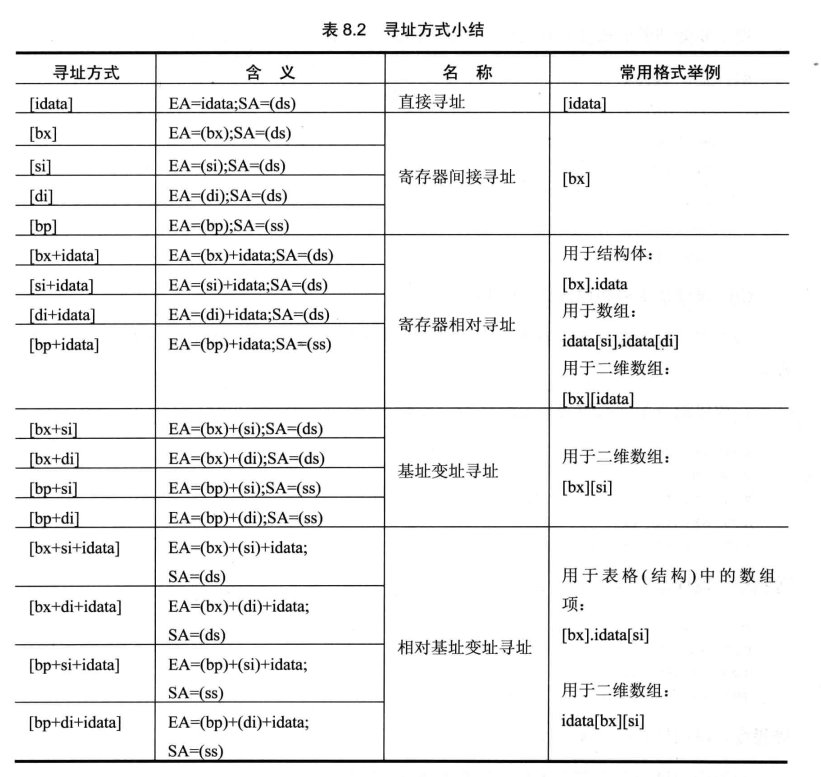 表 8.2 寻址方式小结
寻址方式 含 义 名 称 常用格式举例
[idata] EA=idata;SA=(ds) 直接寻址 [idata]
[bx] EA=(bx);SA=(ds)
[si] EA=(si);SA=(ds)
寄存器间接寻址 [bx]
[di] EA=(di);SA=(ds)
[bp] EA=(bp);SA=(ss)
[bx+idata] EA=(bx)+idata;SA=(ds) 用于结构体：
[si+idata] EA=(si)+idata;SA=(ds) [bx].idata
[di+idata] EA=(di)+idata;SA=(ds) 用于数组：
寄存器相对寻址
[bp+idata] EA=(bp)+idata;SA=(ss) idata[si],idata[di]
用于二维数组：
[bx][idata]
[bx+si] EA=(bx)+(si);SA=(ds)
[bx+di] EA=(bx)+(di);SA=(ds) 用于二维数组：
基址变址寻址
[bp+si] EA=(bp)+(si);SA=(ss) [bx][si]
[bp+di] EA=(bp)+(di);SA=(ss)
[bx+si+idata] EA=(bx)+(si)+idata;
SA=(ds) 用于表格(结构)中的数组
[bx+di+idata] EA=(bx)+(di)+idata; 项：
SA=(ds) [bx].idata[si]
相对基址变址寻址
[bp+si+idata] EA=(bp)+(si)+idata;
SA=(ss) 用于二维数组：
[bp+di+idata] EA=(bp)+(di)+idata; idata[bx][si]
SA=(ss)